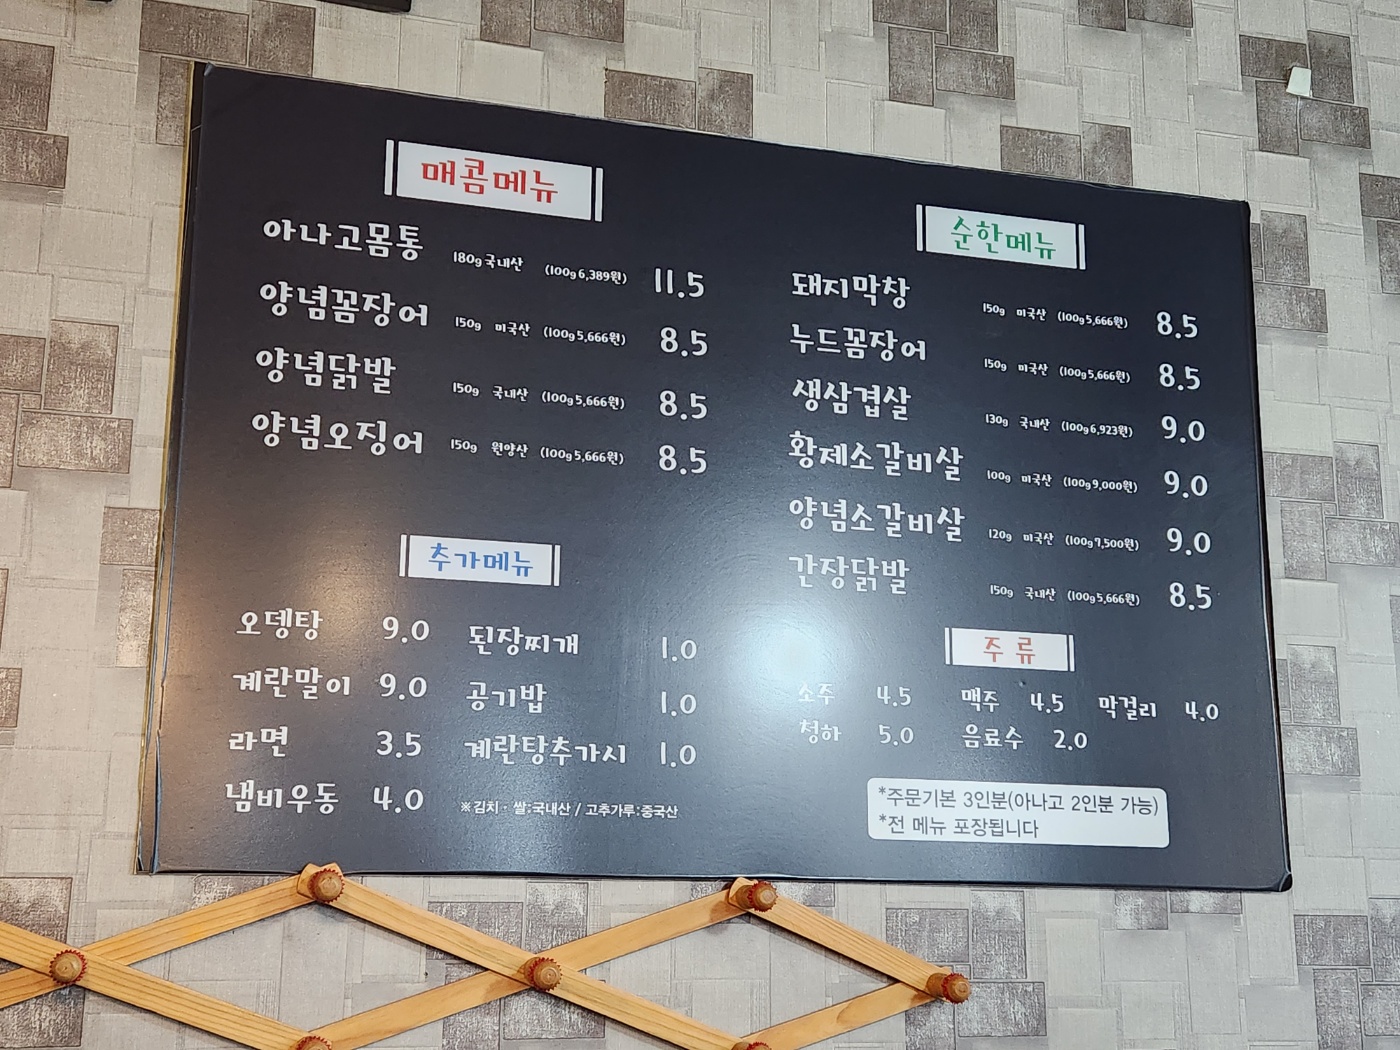 매콤메뉴
아나고몸통 180g 국내산 (100g 6,389원) 11.5
양념꼼장어 150g 미국산 (100g 5,666원) 8.5
양념닭발 150g 국내산 (100g 5,666원) 8.5
양념오징어 150g 원양산 (100g 5,666원) 8.5
추가메뉴
오뎅탕 9.0 된장찌개 1.0
계란말이 9.0 공기밥 1.0
라면 3.5 계란탕추가시 1.0
냄비우동 4.0 ※김치 · 쌀:국내산 / 고추가루:중국산
순한메뉴
돼지막창 150g 미국산 (100g 5,666원) 8.5
누드꼼장어 150g 미국산 (100g 5,666원) 8.5
생삼겹살 130g 국내산 (100g 6,923원) 9.0
황제소갈비살 100g 미국산 (100g 9,000원) 9.0
양념소갈비살 120g 미국산 (100g 7,500원) 9.0
간장닭발 150g 국내산 (100g 5,666원) 8.5
주 류
소주 4.5 맥주 4.5 막걸리 4.0
청하 5.0 음료수 2.0
*주문기본 3인분(아나고 2인분 가능)
*전 메뉴 포장됩니다